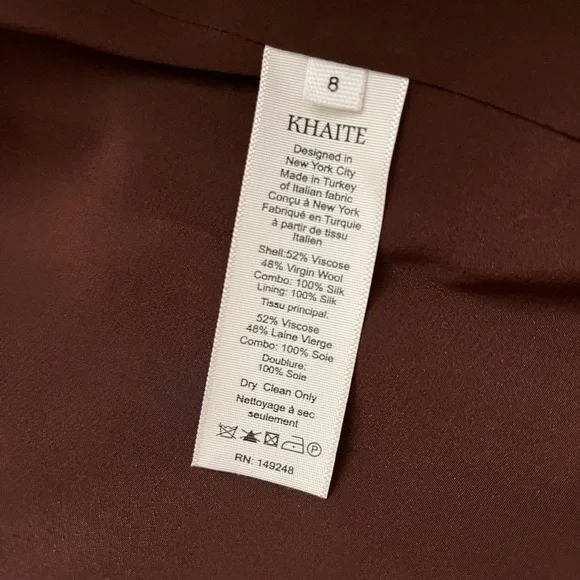 8
KHAITE
Designed in
New York City
Made in Turkey
of Italian fabric
Conçu à New York
Fabriqué en Turquie
à partir de tissu
Italien
Shell:52% Viscose
48% Virgin Wool
Combo: 100% Silk
Lining: 100% Silk
Tissu principal:
52% Viscose
48% Laine Vierge
Combo: 100% Soie
Doublure:
100% Soie
Dry Clean Only
Nettoyage à sec
seulement
P
RN: 149248